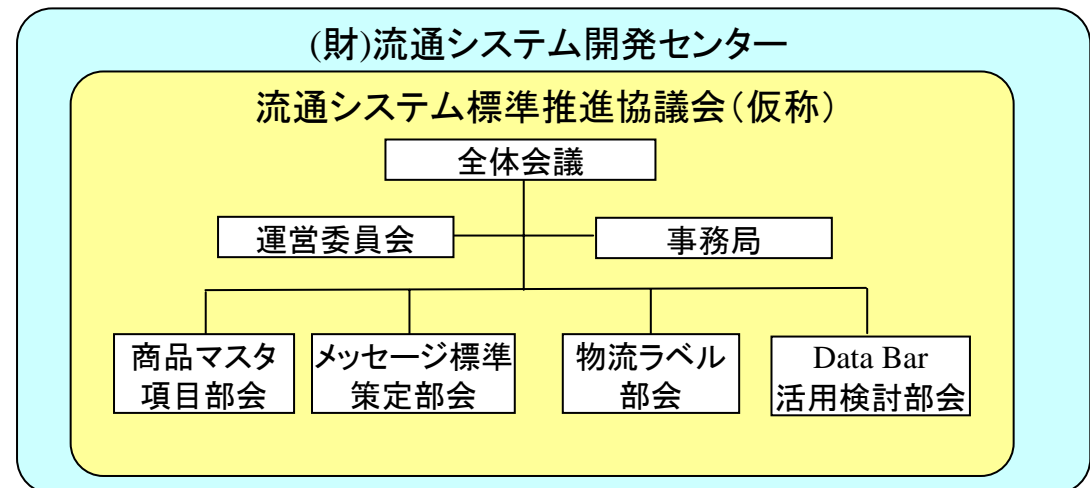 (財)流通システム開発センター
流通システム標準推進協議会(仮称)
全体会議
運営委員会
事務局
商品マスタ
項目部会
メッセージ標準
策定部会
物流ラベル
部会
Data Bar
活用検討部会